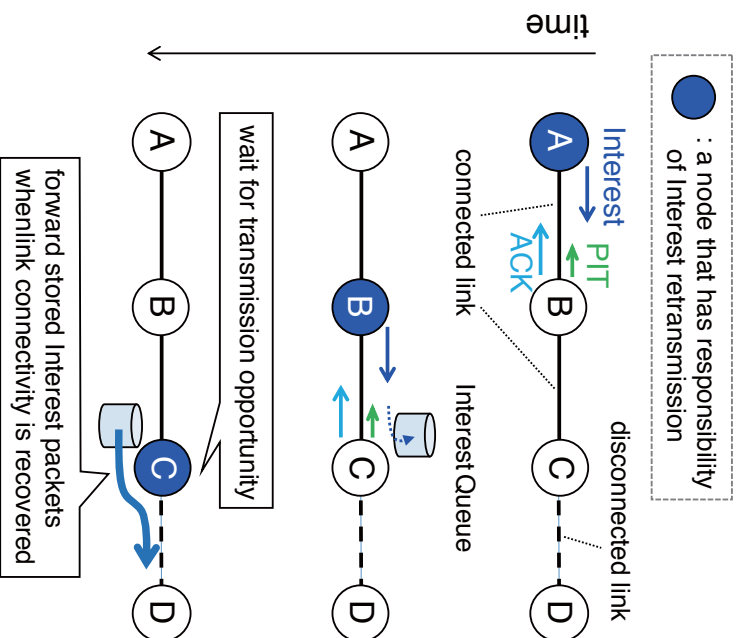 : a node that has responsibility
of Interest retransmission
time
Interest
PIT
ACK
A
B
C
D
connected link
disconnected link
Interest Queue
A
B
C
D
wait for transmission opportunity
A
B
C
D
forward stored Interest packets
whenlink connectivity is recovered